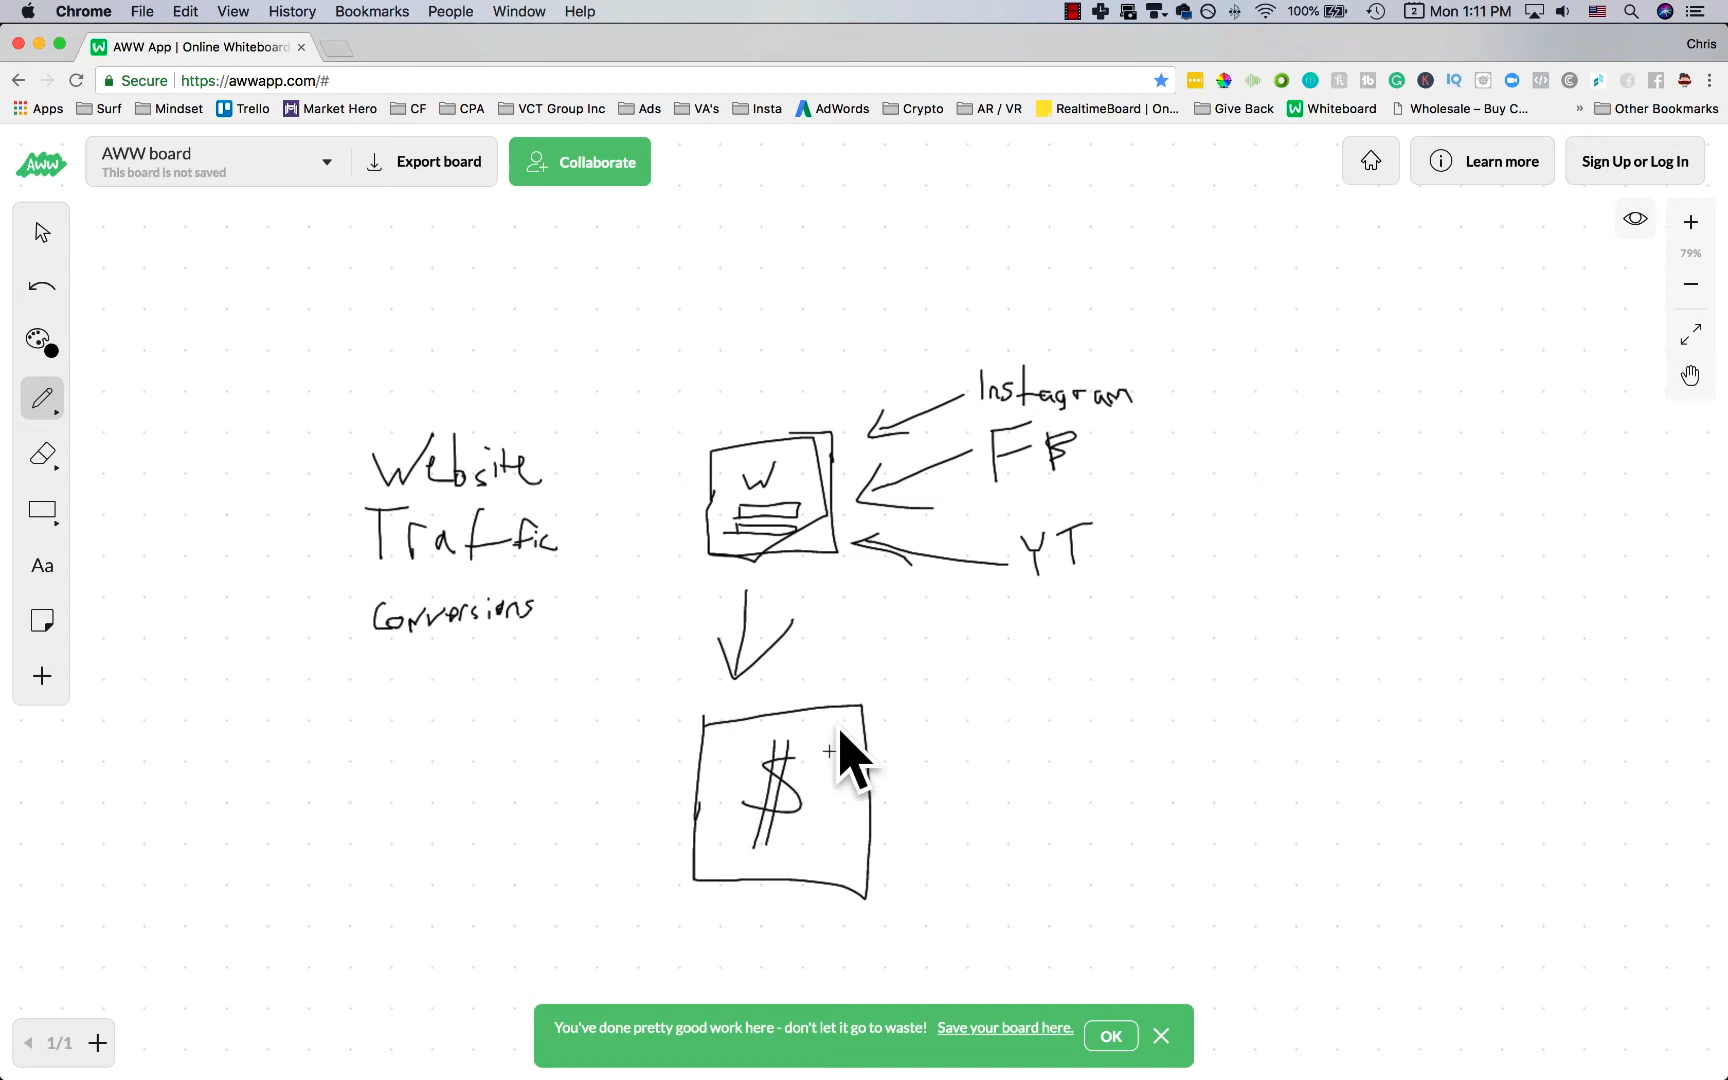 Chrome File Edit View History Bookmarks People Window Help 100% 2 Mon 1:11 PM
W AWW App | Online Whiteboard Chris
Secure https://awwapp.com/#
Apps Surf Mindset Trello Market Hero CF CPA VCT Group Inc Ads VA's Insta AdWords Crypto AR / VR RealtimeBoard | On... Give Back Whiteboard Wholesale – Buy C... » Other Bookmarks
AWW
AWW board
This board is not saved
Export board
Collaborate
Learn more
Sign Up or Log In
79%
Aa
Website
Traffic
Conversions
W
Instagram
FB
YT
$
1/1
You've done pretty good work here - don't let it go to waste! Save your board here. OK